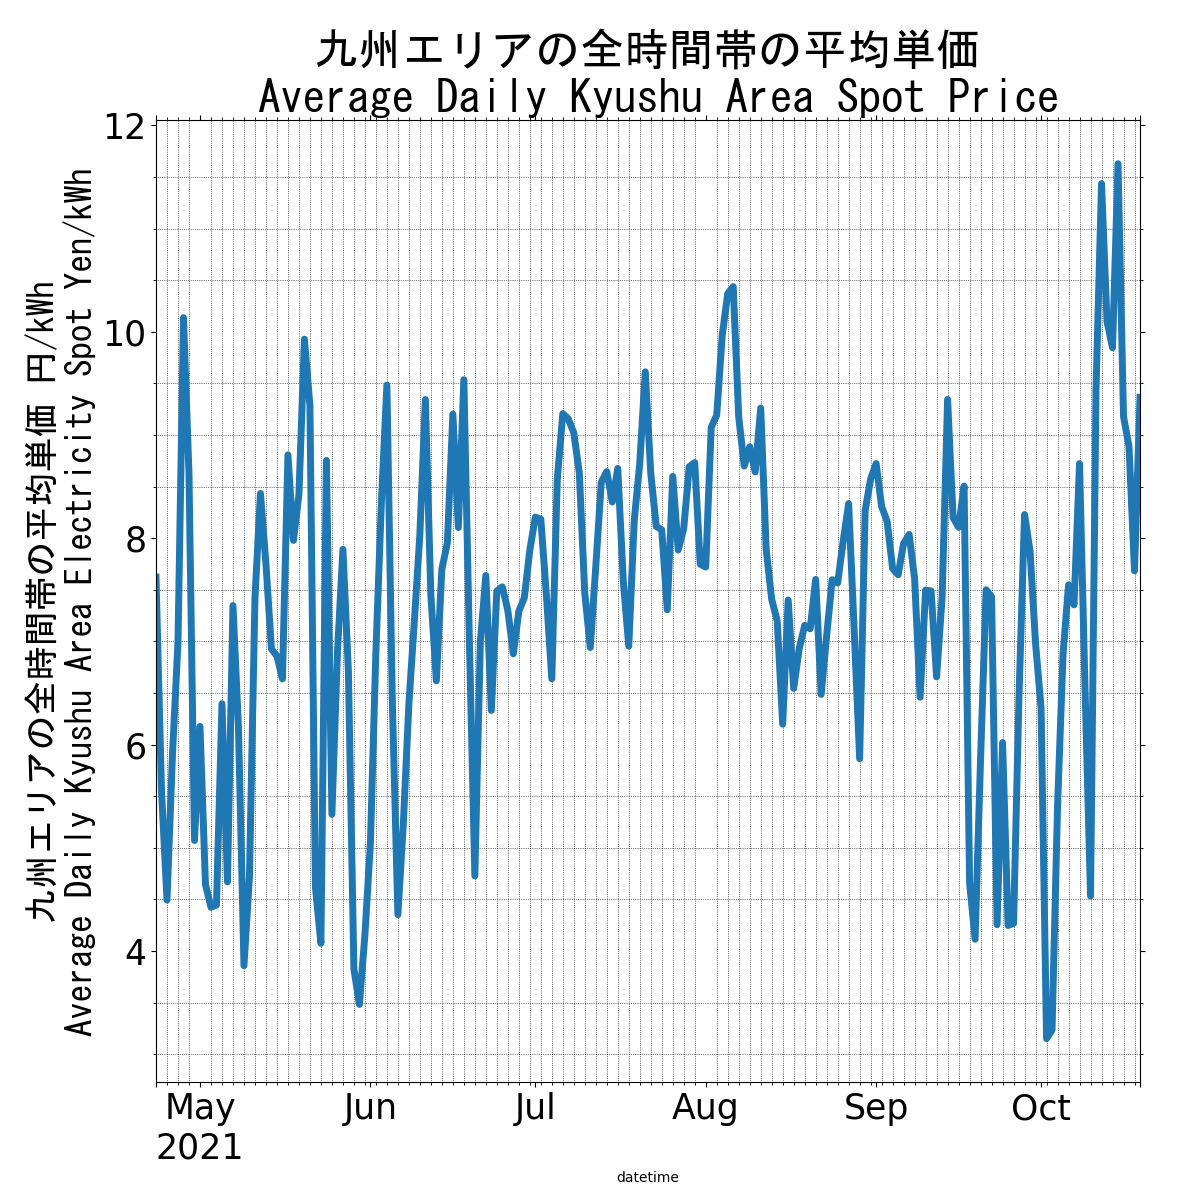 九州エリアの全時間帯の平均単価
Average Daily Kyushu Area Spot Price
九州エリアの全時間帯の平均単価 円/kWh
Average Daily Kyushu Area Electricity Spot Yen/kWh
12
10
8
6
4
May Jun Jul Aug Sep Oct
2021
datetime